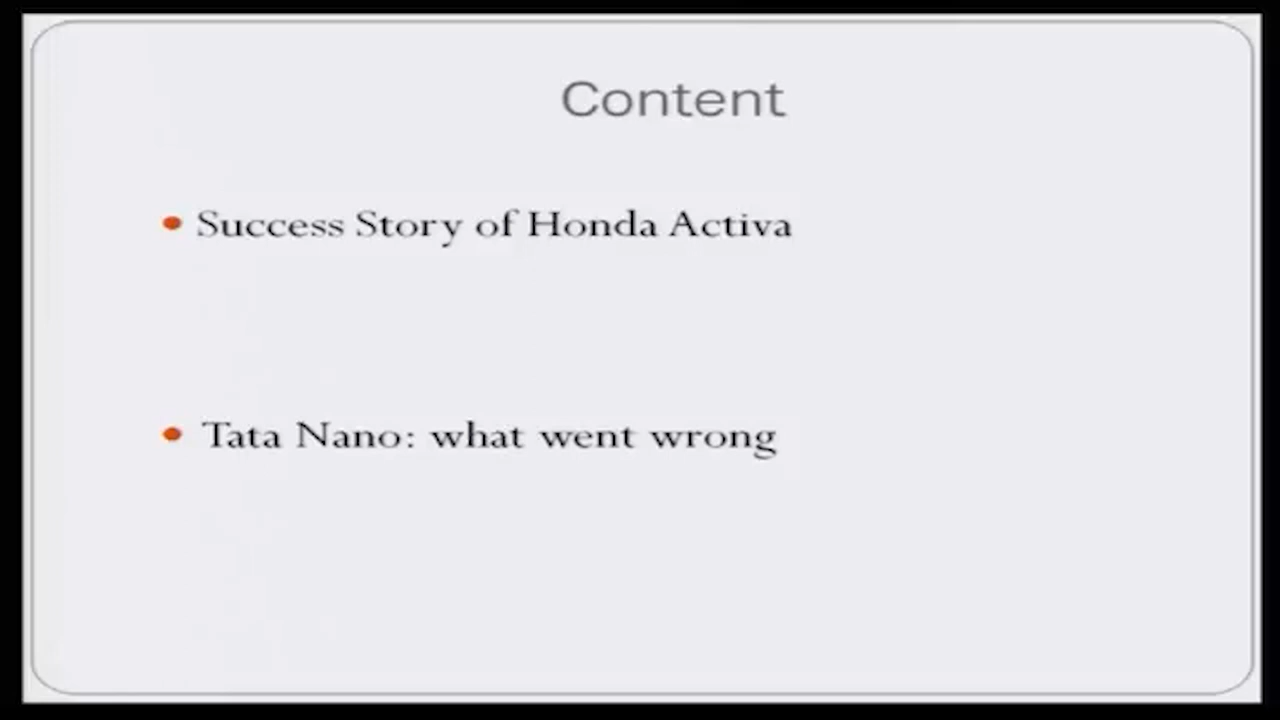 Content
Success Story of Honda Activa
Tata Nano: what went wrong